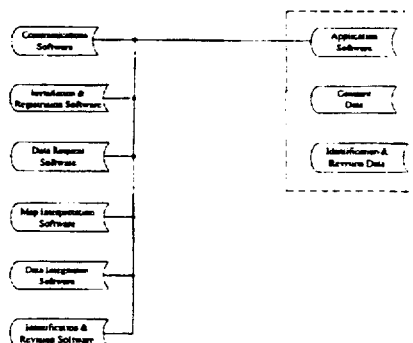 Communications
Software
Installation &
Registration Software
Data Request
Software
Map Interpretation
Software
Data Integration
Software
Identification &
Revision Software
Application
Software
Constant
Data
Identification &
Revision Data